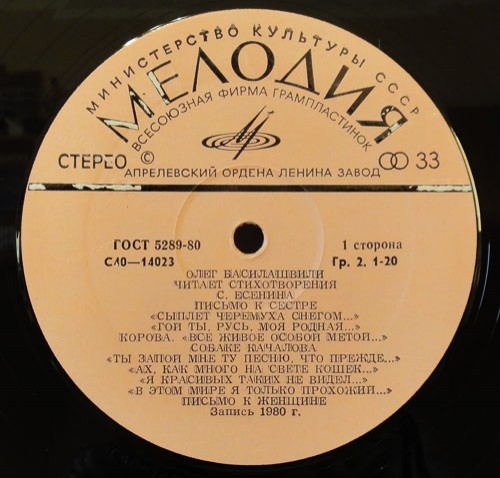 МИНИСТЕРСТВО КУЛЬТУРЫ СССР
МЕЛОДИЯ
ВСЕСОЮЗНАЯ ФИРМА ГРАМПЛАСТИНОК
СТЕРЕО © 33
АПРЕЛЕВСКИЙ ОРДЕНА ЛЕНИНА ЗАВОД
ГОСТ 5289-80 1 сторона
С40—14023 Гр. 2. 1-20
ОЛЕГ БАСИЛАШВИЛИ
ЧИТАЕТ СТИХОТВОРЕНИЯ
С. ЕСЕНИНА
ПИСЬМО К СЕСТРЕ
«СЫПЛЕТ ЧЕРЕМУХА СНЕГОМ...»
«ГОЙ ТЫ, РУСЬ, МОЯ РОДНАЯ...»
КОРОВА. «ВСЕ ЖИВОЕ ОСОБОЙ МЕТОЙ...»
СОБАКЕ КАЧАЛОВА
«ТЫ ЗАПОЙ МНЕ ТУ ПЕСНЮ, ЧТО ПРЕЖДЕ...»
«АХ, КАК МНОГО НА СВЕТЕ КОШЕК...»
«Я КРАСИВЫХ ТАКИХ НЕ ВИДЕЛ...»
«В ЭТОМ МИРЕ Я ТОЛЬКО ПРОХОЖИЙ...»
ПИСЬМО К ЖЕНЩИНЕ
Запись 1980 г.